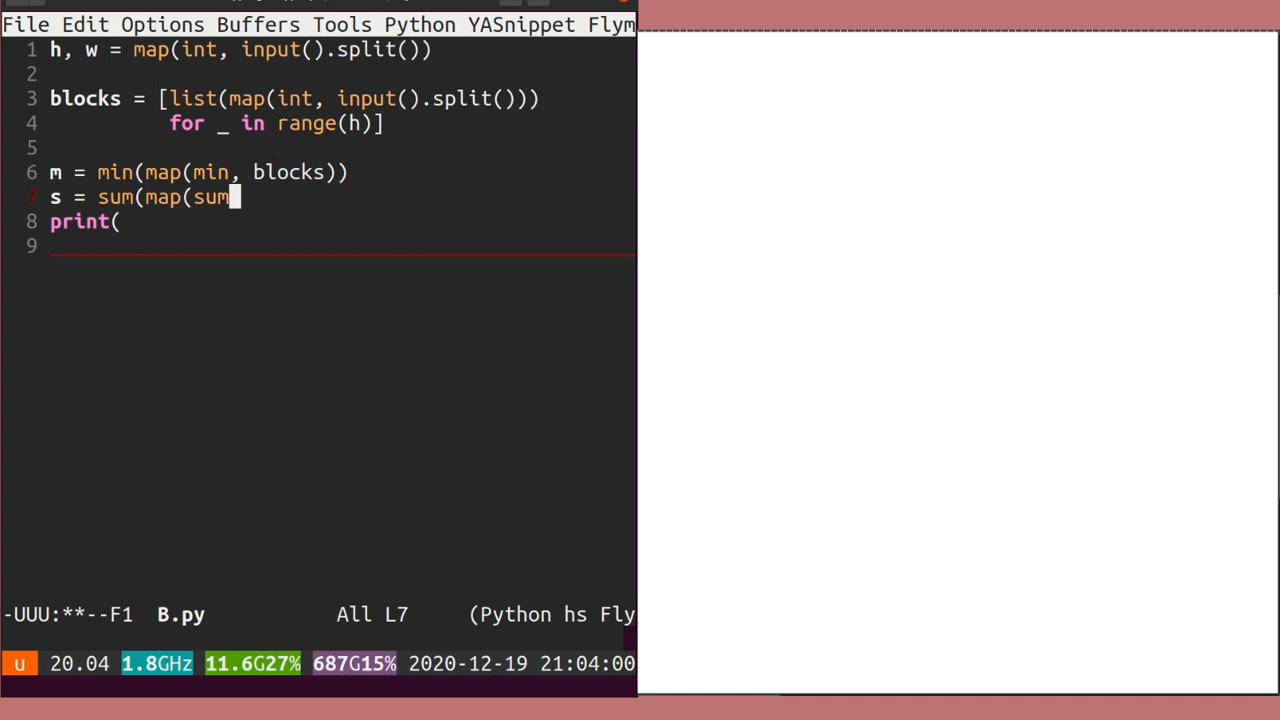 File Edit Options Buffers Tools Python YASnippet Flym
1 h, w = map(int, input().split())
2
3 blocks = [list(map(int, input().split()))
4           for _ in range(h)]
5
6 m = min(map(min, blocks))
7 s = sum(map(sum
8 print(
9
-UUU:**--F1  B.py           All L7     (Python hs Fly
u 20.04 1.8GHz 11.6G27% 687G15% 2020-12-19 21:04:00